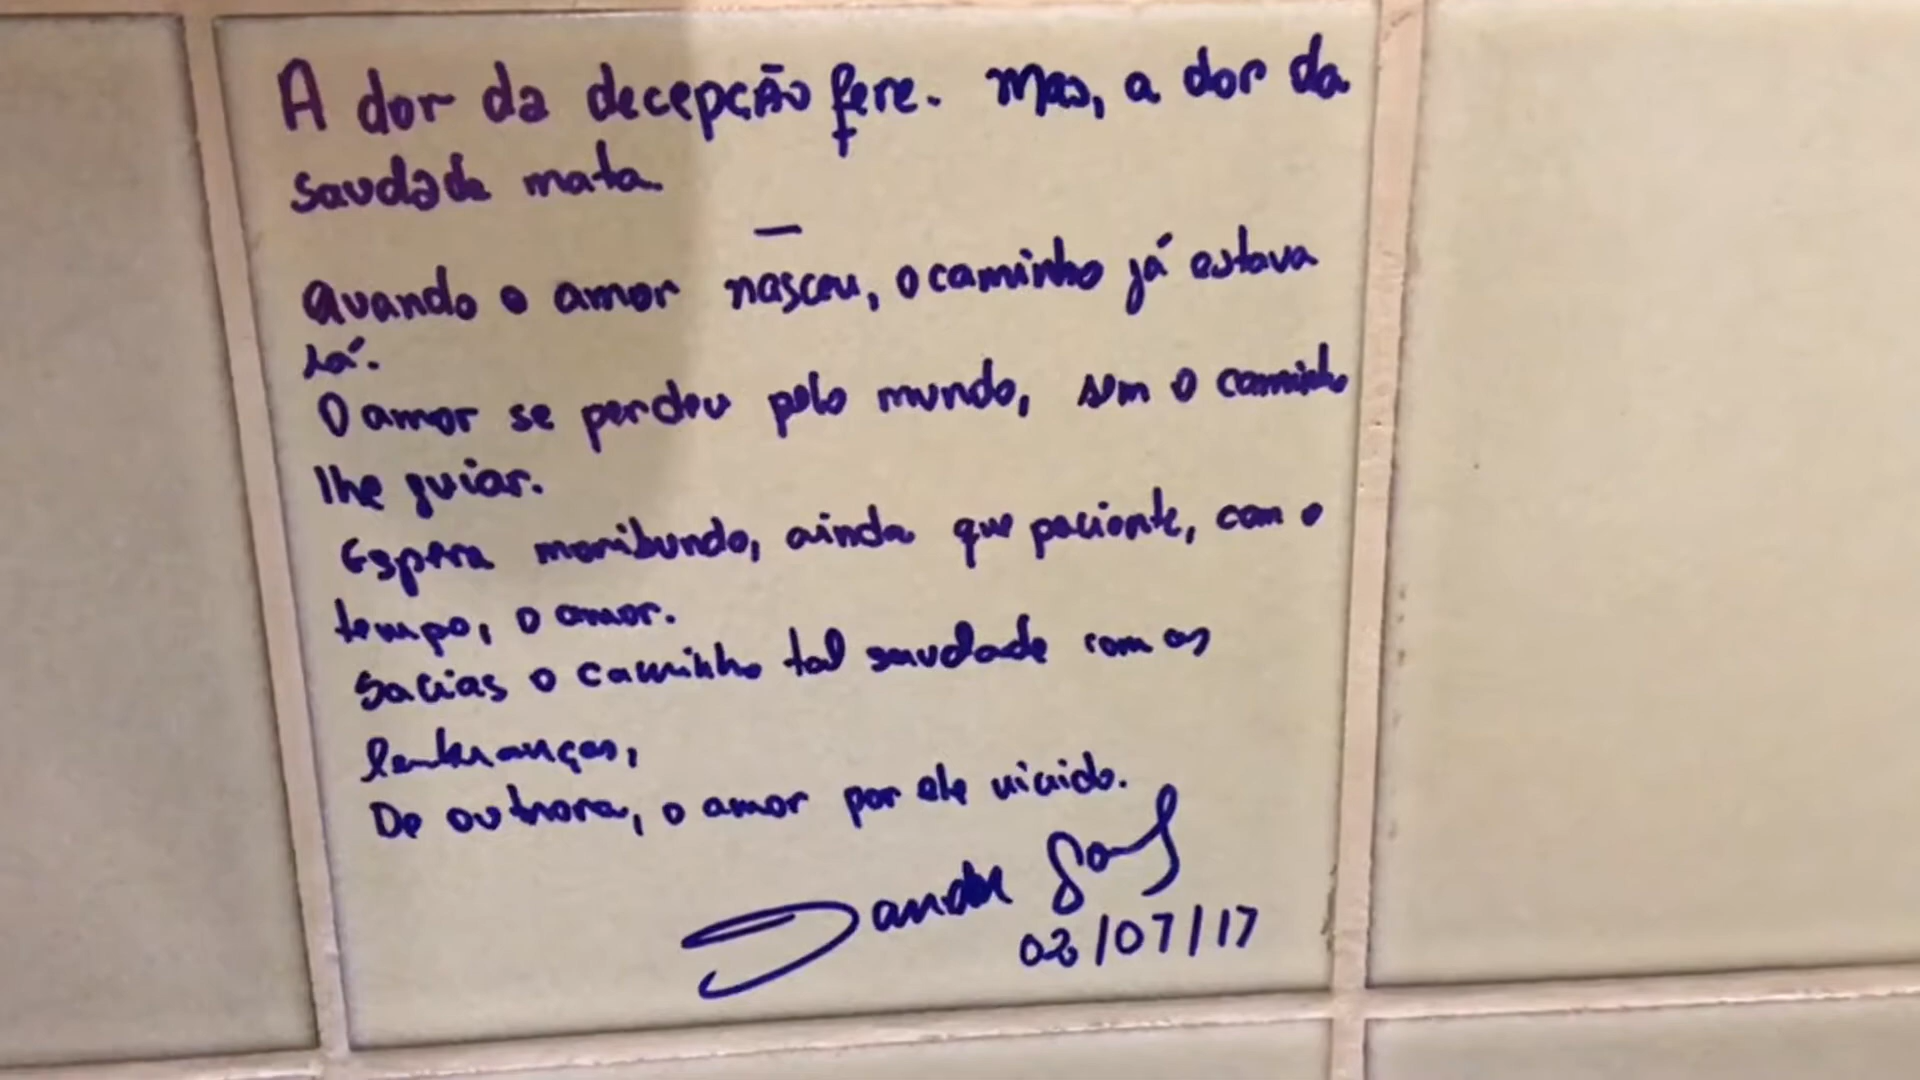 A dor da decepção fere. Mas, a dor da
saudade mata.
—
Quando o amor nasceu, o caminho já estava
lá.
O amor se perdeu pelo mundo, sem o caminho
lhe guiar.
Espera moribundo, ainda que paciente, com o
tempo, o amor.
Sacias o caminho tal saudade com as
lembranças,
De outrora, o amor por ele vivido.
02/07/17